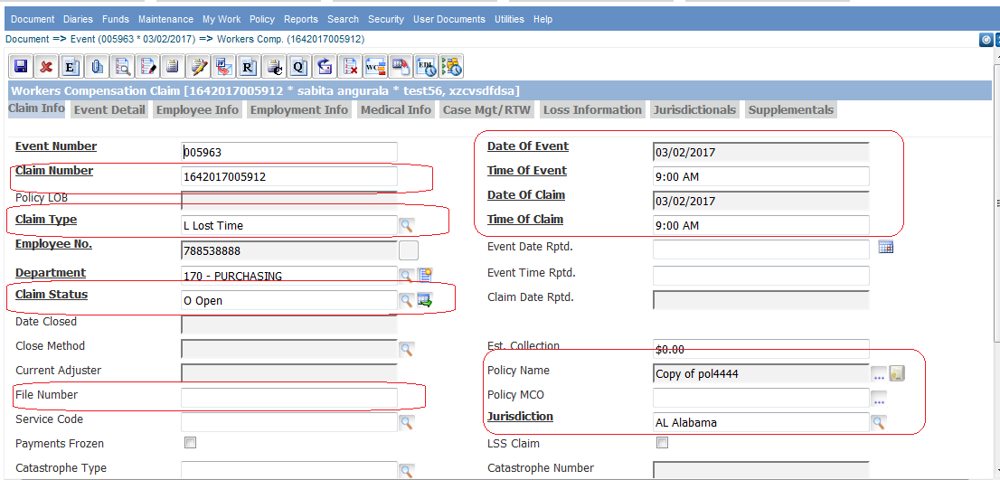 Document Diaries Funds Maintenance My Work Policy Reports Search Security User Documents Utilities Help
Document => Event (005963 * 03/02/2017) => Workers Comp. (1642017005912)
E R C Q WC EDI
Workers Compensation Claim [1642017005912 * sabita angurala * test56, xzcvsdfdsa]
Claim Info Event Detail Employee Info Employment Info Medical Info Case Mgt/RTW Loss Information Jurisdictionals Supplementals
Event Number 005963 Date Of Event 03/02/2017
Claim Number 1642017005912 Time Of Event 9:00 AM
Policy LOB Date Of Claim 03/02/2017
Claim Type L Lost Time Time Of Claim 9:00 AM
Employee No. 788538888 Event Date Rptd.
Department 170 - PURCHASING Event Time Rptd.
Claim Status O Open Claim Date Rptd.
Date Closed
Close Method Est. Collection $0.00
Current Adjuster Policy Name Copy of pol4444 ...
File Number Policy MCO ...
Service Code Jurisdiction AL Alabama
Payments Frozen LSS Claim
Catastrophe Type Catastrophe Number